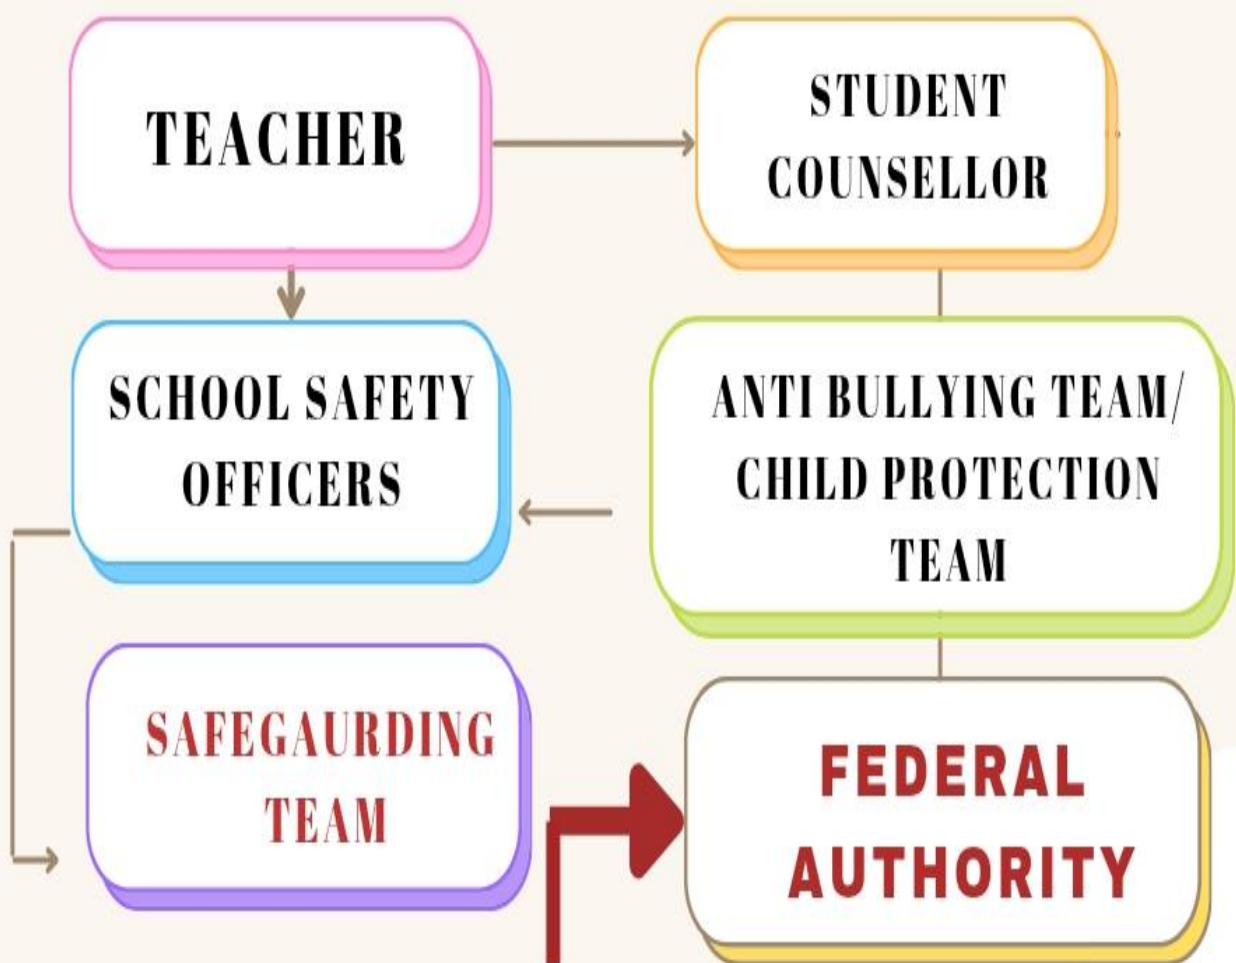 TEACHER
STUDENT
COUNSELLOR
SCHOOL SAFETY
OFFICERS
ANTI BULLYING TEAM/
CHILD PROTECTION
TEAM
SAFEGAURDING
TEAM
FEDERAL
AUTHORITY